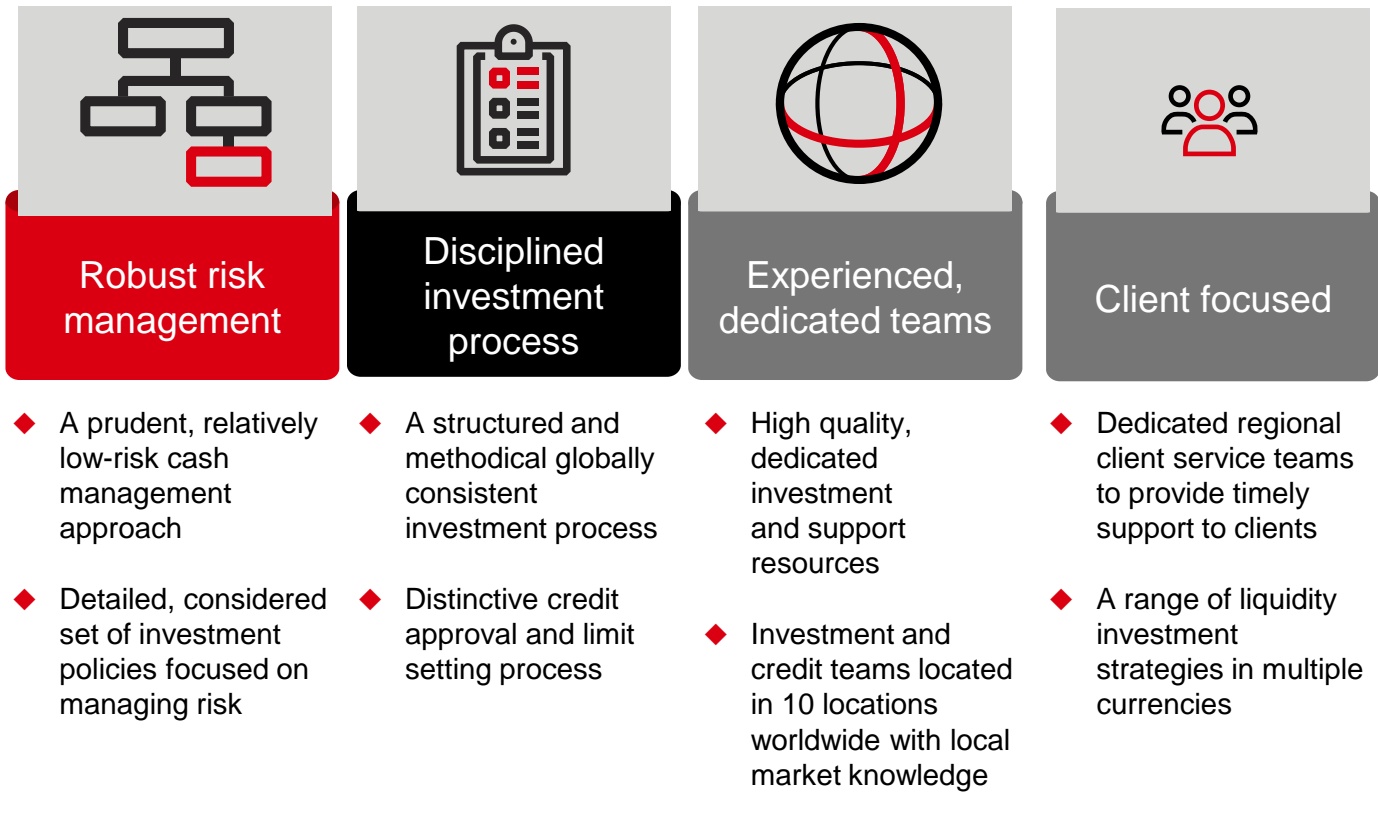 Robust risk
management
Disciplined
investment
process
Experienced,
dedicated teams
Client focused
◆ A prudent, relatively
low-risk cash
management
approach
◆ Detailed, considered
set of investment
policies focused on
managing risk
◆ A structured and
methodical globally
consistent
investment process
◆ Distinctive credit
approval and limit
setting process
◆ High quality,
dedicated
investment
and support
resources
◆ Investment and
credit teams located
in 10 locations
worldwide with local
market knowledge
◆ Dedicated regional
client service teams
to provide timely
support to clients
◆ A range of liquidity
investment
strategies in multiple
currencies